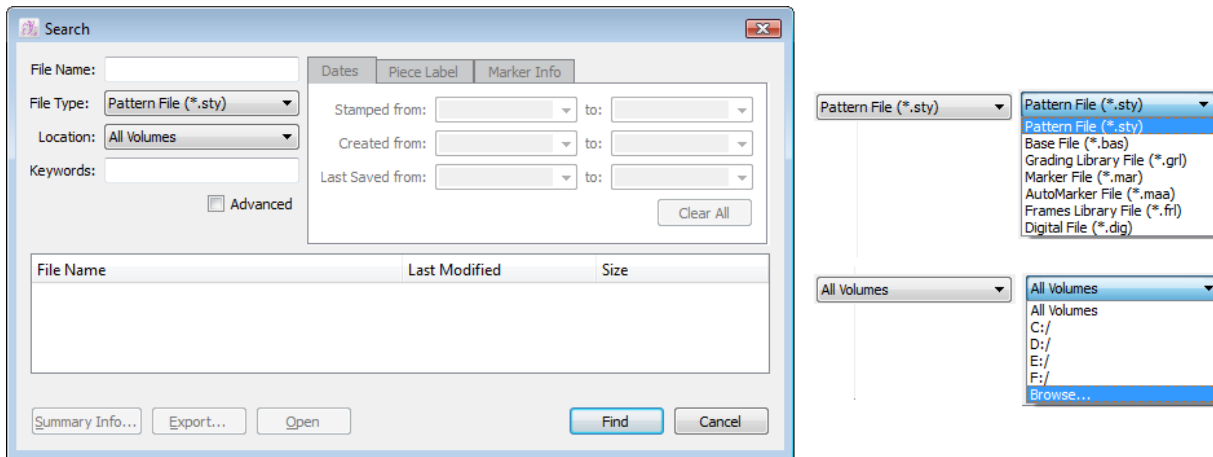 Search
File Name:
File Type: Pattern File (*.sty)
Location: All Volumes
Keywords:
Advanced
Dates Piece Label Marker Info
Stamped from: to:
Created from: to:
Last Saved from: to:
Clear All
File Name Last Modified Size
Summary Info... Export... Open Find Cancel
Pattern File (*.sty)
Pattern File (*.sty)
Pattern File (*.sty)
Base File (*.bas)
Grading Library File (*.grl)
Marker File (*.mar)
AutoMarker File (*.maa)
Frames Library File (*.frl)
Digital File (*.dig)
All Volumes
All Volumes
All Volumes
C:/
D:/
E:/
F:/
Browse...